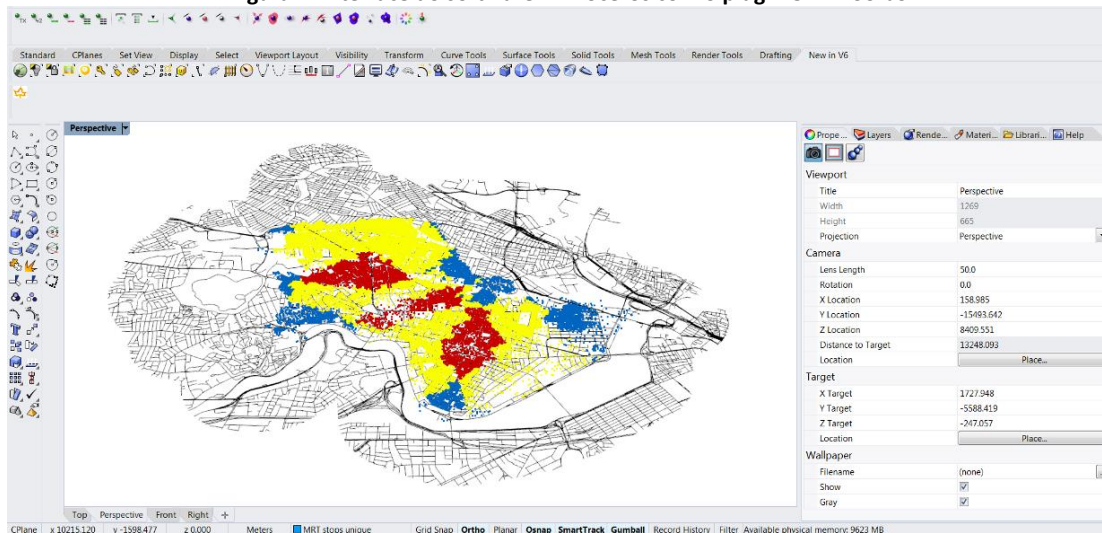 Standard CPlanes Set View Display Select Viewport Layout Visibility Transform Curve Tools Surface Tools Solid Tools Mesh Tools Render Tools Drafting New in V6
Perspective
Prope... Layers Rende... Materi... Librari... Help
Viewport
Title Perspective
Width 1269
Height 665
Projection Perspective
Camera
Lens Length 50.0
Rotation 0.0
X Location 158.985
Y Location -15493.642
Z Location 8409.551
Distance to Target 13248.093
Location Place...
Target
X Target 1727.948
Y Target -5588.419
Z Target -247.057
Location Place...
Wallpaper
Filename (none)
Show
Gray
Top Perspective Front Right
CPlane x 10215.120 y -1598.477 z 0.000 Meters MRT stops unique Grid Snap Ortho Planar Osnap SmartTrack Gumball Record History Filter Available physical memory: 9623 MB